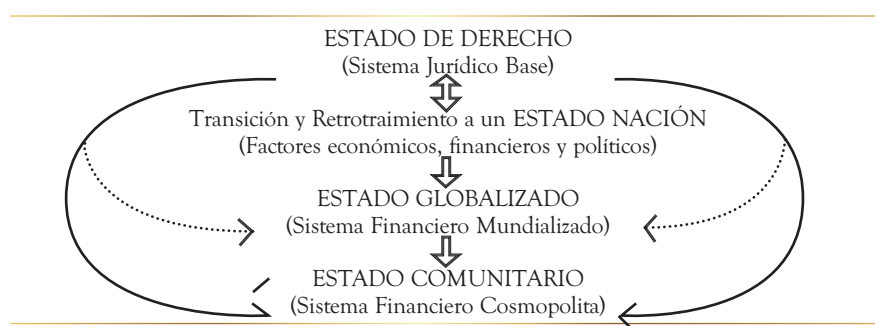 ESTADO DE DERECHO
(Sistema Jurídico Base)
Transición y Retrotraimiento a un ESTADO NACIÓN
(Factores económicos, financieros y políticos)
ESTADO GLOBALIZADO
(Sistema Financiero Mundializado)
ESTADO COMUNITARIO
(Sistema Financiero Cosmopolita)